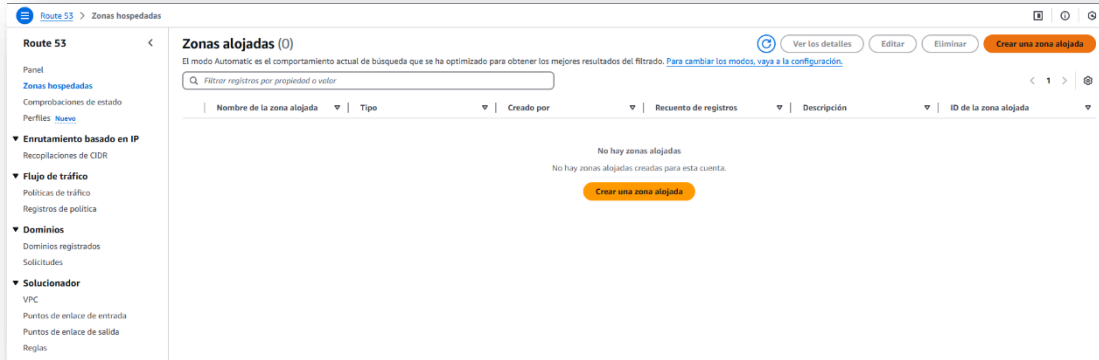 Route 53 > Zonas hospedadas
Route 53
Panel
Zonas hospedadas
Comprobaciones de estado
Perfiles Nuevo
Enrutamiento basado en IP
Recopilaciones de CIDR
Flujo de tráfico
Políticas de tráfico
Registros de política
Dominios
Dominios registrados
Solicitudes
Solucionador
VPC
Puntos de enlace de entrada
Puntos de enlace de salida
Reglas
Zonas alojadas (0)
Ver los detalles
Editar
Eliminar
Crear una zona alojada
El modo Automatic es el comportamiento actual de búsqueda que se ha optimizado para obtener los mejores resultados del filtrado. Para cambiar los modos, vaya a la configuración.
Filtrar registros por propiedad o valor
< 1 >
Nombre de la zona alojada | Tipo | Creado por | Recuento de registros | Descripción | ID de la zona alojada
No hay zonas alojadas
No hay zonas alojadas creadas para esta cuenta.
Crear una zona alojada